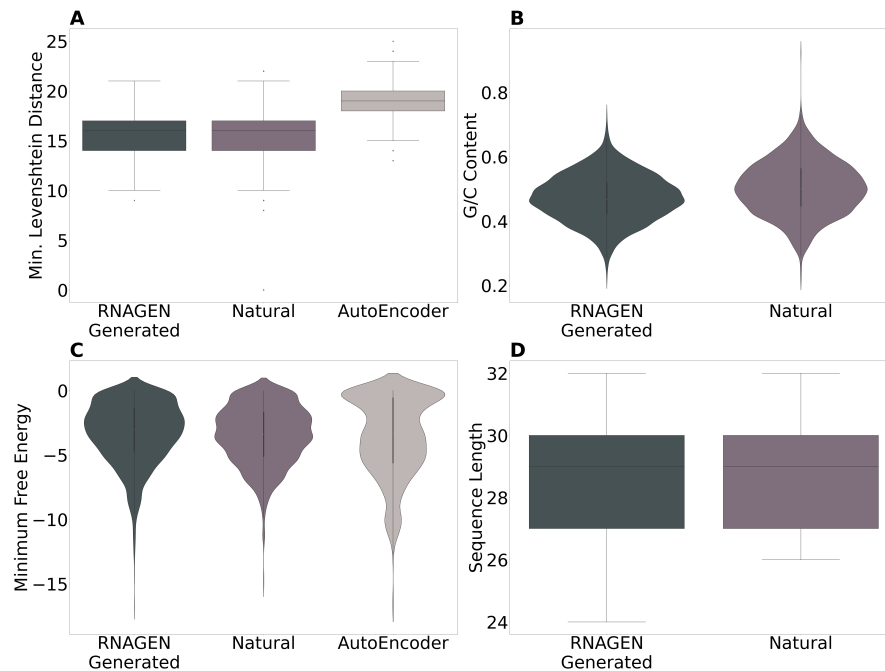 A
Min. Levenshtein Distance
25
20
15
10
5
0
RNAGEN
Generated
Natural
AutoEncoder
B
G/C Content
0.8
0.6
0.4
0.2
RNAGEN
Generated
Natural
C
Minimum Free Energy
0
−5
−10
−15
RNAGEN
Generated
Natural
AutoEncoder
D
Sequence Length
32
30
28
26
24
RNAGEN
Generated
Natural